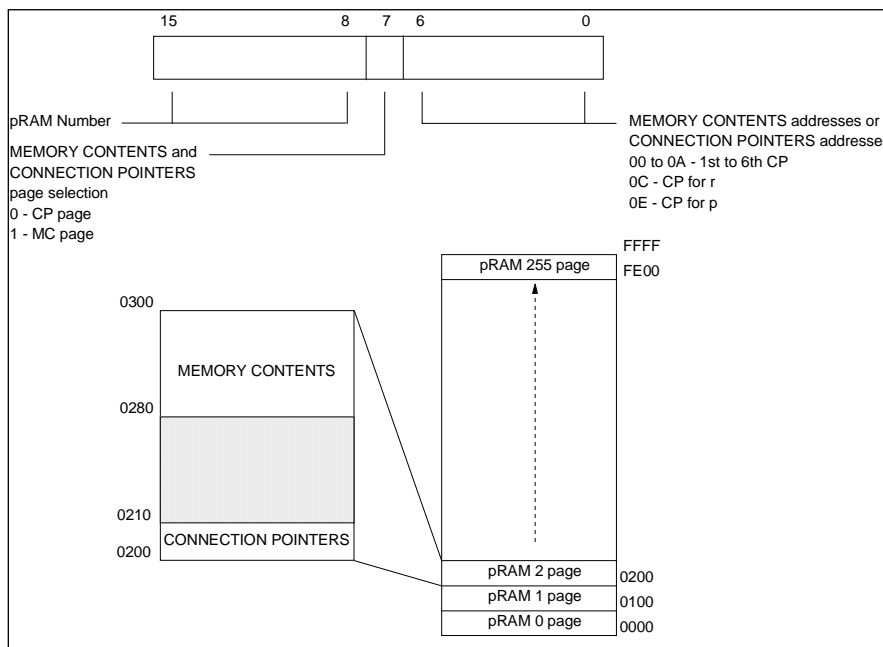 15 8 7 6 0
pRAM Number
MEMORY CONTENTS and
CONNECTION POINTERS
page selection
0 - CP page
1 - MC page
MEMORY CONTENTS addresses or
CONNECTION POINTERS addresse
00 to 0A - 1st to 6th CP
0C - CP for r
0E - CP for p
FFFF
pRAM 255 page
FE00
0300
MEMORY CONTENTS
0280
0210
CONNECTION POINTERS
0200
pRAM 2 page
0200
pRAM 1 page
0100
pRAM 0 page
0000